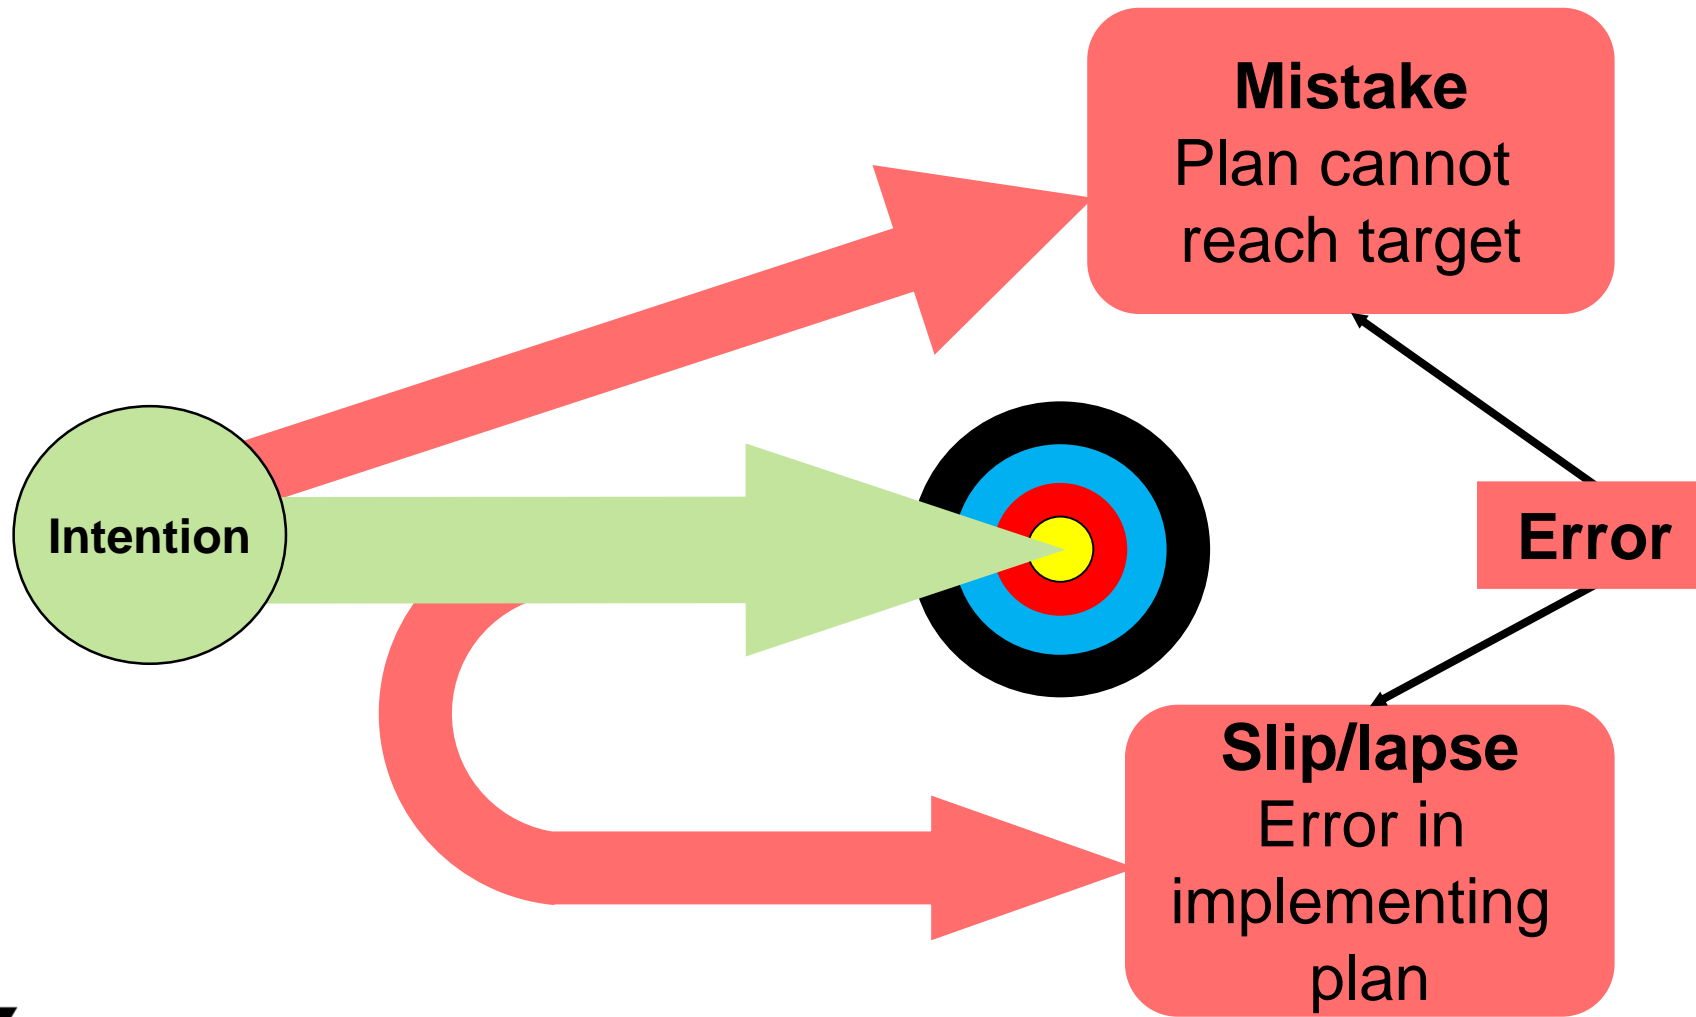 Mistake
Plan cannot
reach target
Intention
Error
Slip/lapse
Error in
implementing
plan